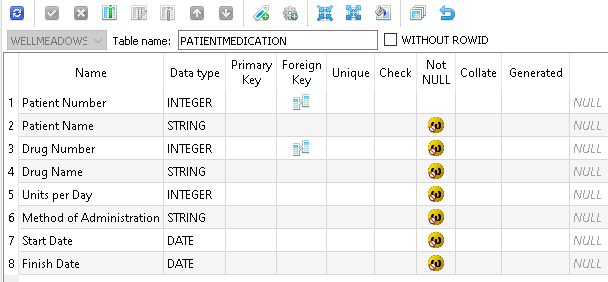 WELLMEADOWS Table name: PATIENTMEDICATION WITHOUT ROWID
Name Data type Primary Key Foreign Key Unique Check Not NULL Collate Generated
1 Patient Number INTEGER NULL
2 Patient Name STRING NULL
3 Drug Number INTEGER NULL
4 Drug Name STRING NULL
5 Units per Day INTEGER NULL
6 Method of Administration STRING NULL
7 Start Date DATE NULL
8 Finish Date DATE NULL